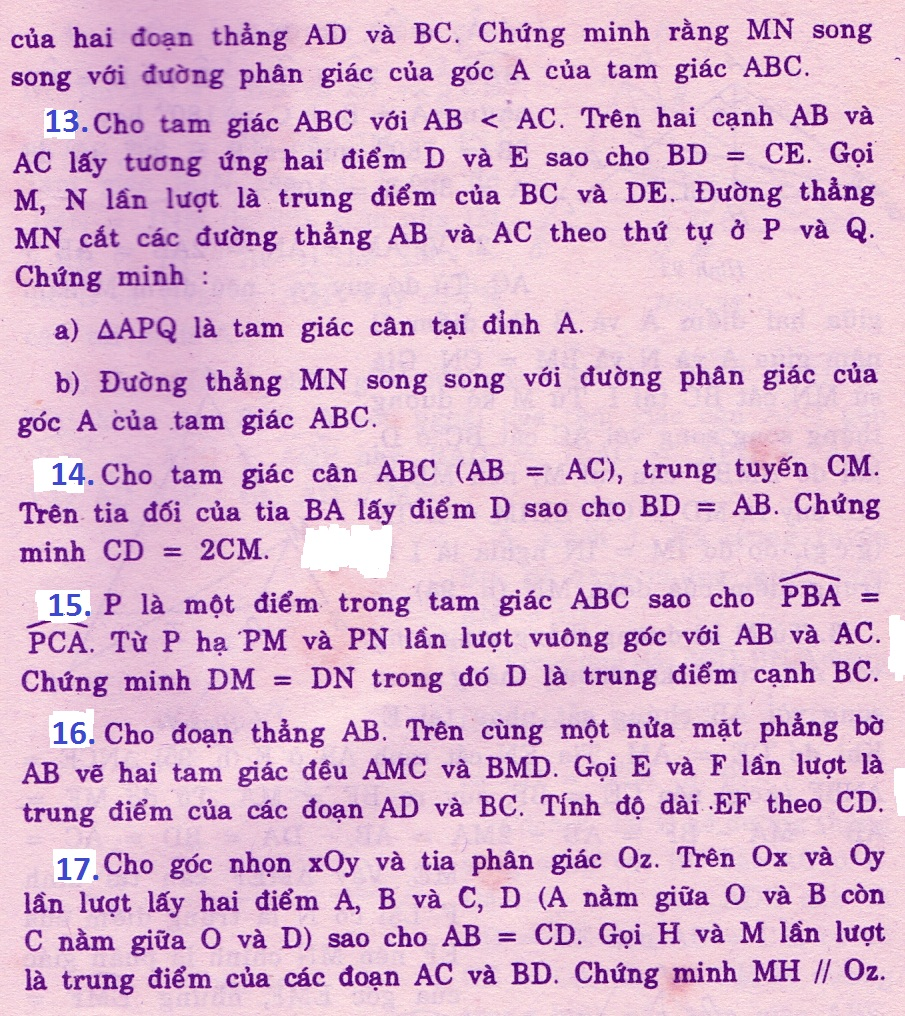 của hai đoạn thẳng AD và BC. Chứng minh rằng MN song
song với đường phân giác của góc A của tam giác ABC.
13. Cho tam giác ABC với AB < AC. Trên hai cạnh AB và
AC lấy tương ứng hai điểm D và E sao cho BD = CE. Gọi
M, N lần lượt là trung điểm của BC và DE. Đường thẳng
MN cắt các đường thẳng AB và AC theo thứ tự ở P và Q.
Chứng minh :
a) ΔAPQ là tam giác cân tại đỉnh A.
b) Đường thẳng MN song song với đường phân giác của
góc A của tam giác ABC.
14. Cho tam giác cân ABC (AB = AC), trung tuyến CM.
Trên tia đối của tia BA lấy điểm D sao cho BD = AB. Chứng
minh CD = 2CM.
15. P là một điểm trong tam giác ABC sao cho \widehat{PBA} =
\widehat{PCA}. Từ P hạ PM và PN lần lượt vuông góc với AB và AC.
Chứng minh DM = DN trong đó D là trung điểm cạnh BC.
16. Cho đoạn thẳng AB. Trên cùng một nửa mặt phẳng bờ
AB vẽ hai tam giác đều AMC và BMD. Gọi E và F lần lượt là
trung điểm của các đoạn AD và BC. Tính độ dài EF theo CD.
17. Cho góc nhọn xOy và tia phân giác Oz. Trên Ox và Oy
lần lượt lấy hai điểm A, B và C, D (A nằm giữa O và B còn
C nằm giữa O và D) sao cho AB = CD. Gọi H và M lần lượt
là trung điểm của các đoạn AC và BD. Chứng minh MH // Oz.